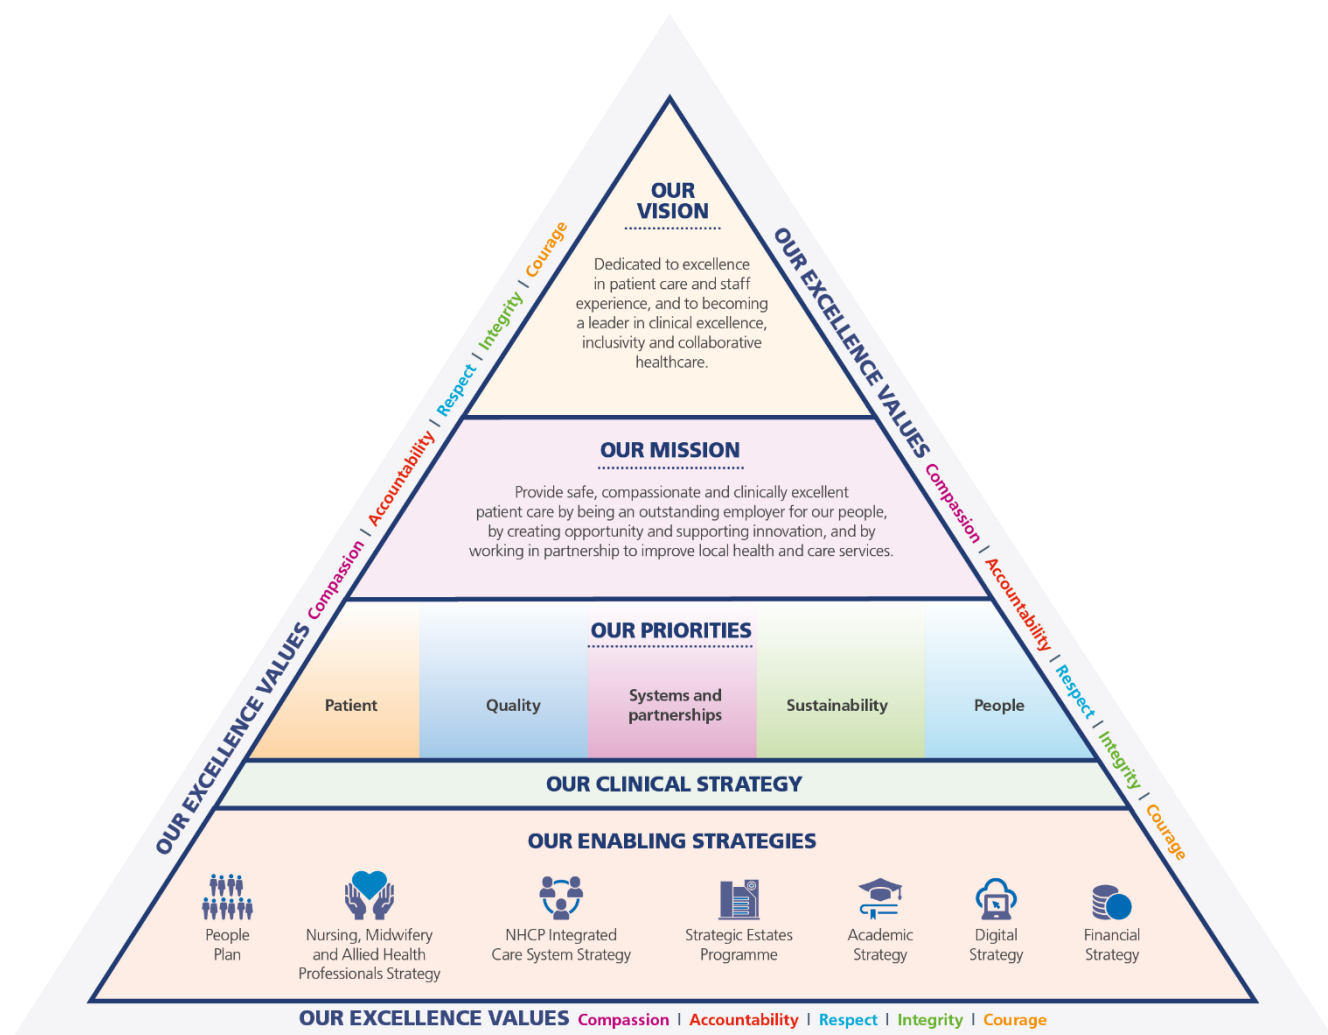 OUR
VISION
Dedicated to excellence
in patient care and staff
experience, and to becoming
a leader in clinical excellence,
inclusivity and collaborative
healthcare.
OUR MISSION
Provide safe, compassionate and clinically excellent
patient care by being an outstanding employer for our people,
by creating opportunity and supporting innovation, and by
working in partnership to improve local health and care services.
OUR PRIORITIES
Patient
Quality
Systems and
partnerships
Sustainability
People
OUR CLINICAL STRATEGY
OUR ENABLING STRATEGIES
People
Plan
Nursing, Midwifery
and Allied Health
Professionals Strategy
NHCP Integrated
Care System Strategy
Strategic Estates
Programme
Academic
Strategy
Digital
Strategy
Financial
Strategy
OUR EXCELLENCE VALUES Compassion | Accountability | Respect | Integrity | Courage
OUR EXCELLENCE VALUES Compassion | Accountability | Respect | Integrity | Courage
OUR EXCELLENCE VALUES Compassion | Accountability | Respect | Integrity | Courage